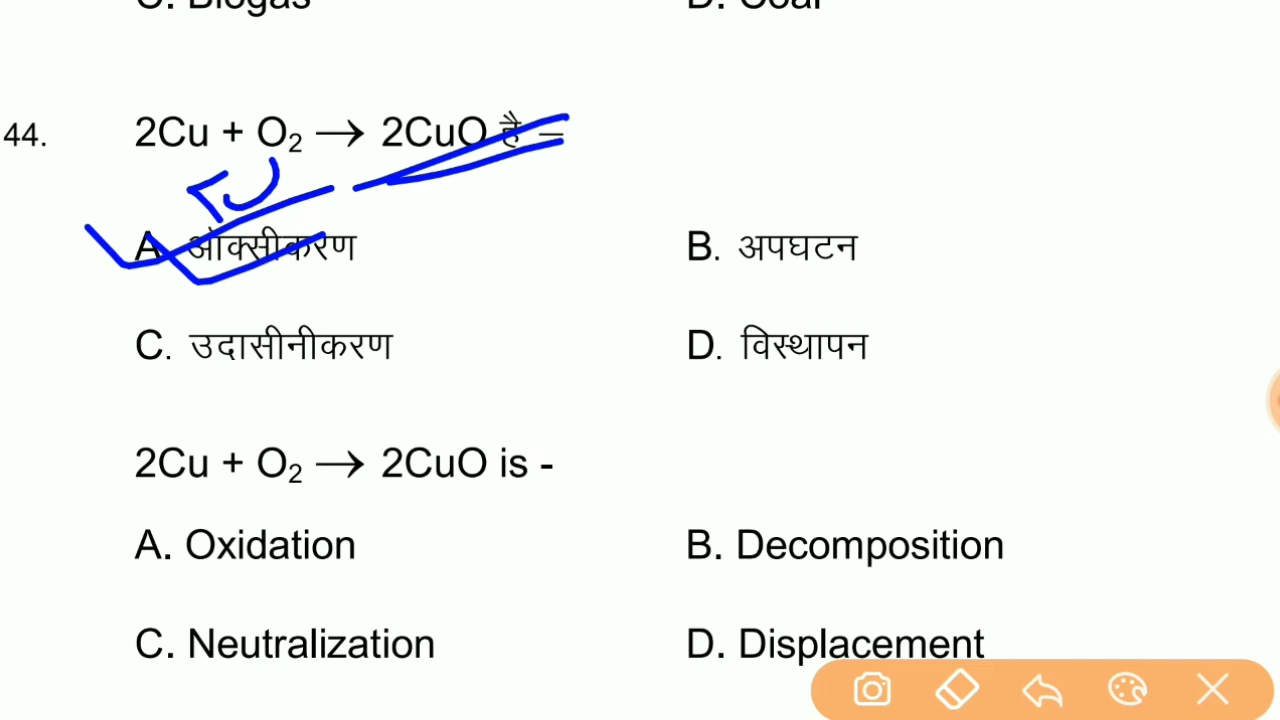 C. Biogas D. Coal
44. 2Cu + O₂ → 2CuO है –
A. ऑक्सीकरण B. अपघटन
C. उदासीनीकरण D. विस्थापन
2Cu + O₂ → 2CuO is -
A. Oxidation B. Decomposition
C. Neutralization D. Displacement